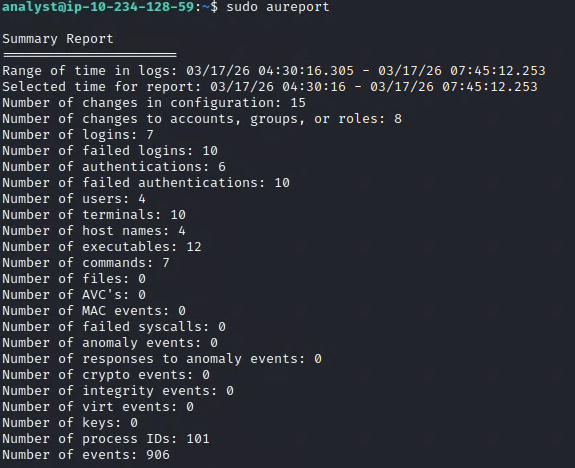 analyst@ip-10-234-128-59:~$ sudo aureport

Summary Report
======================
Range of time in logs: 03/17/26 04:30:16.305 - 03/17/26 07:45:12.253
Selected time for report: 03/17/26 04:30:16 - 03/17/26 07:45:12.253
Number of changes in configuration: 15
Number of changes to accounts, groups, or roles: 8
Number of logins: 7
Number of failed logins: 10
Number of authentications: 6
Number of failed authentications: 10
Number of users: 4
Number of terminals: 10
Number of host names: 4
Number of executables: 12
Number of commands: 7
Number of files: 0
Number of AVC's: 0
Number of MAC events: 0
Number of failed syscalls: 0
Number of anomaly events: 0
Number of responses to anomaly events: 0
Number of crypto events: 0
Number of integrity events: 0
Number of virt events: 0
Number of keys: 0
Number of process IDs: 101
Number of events: 906